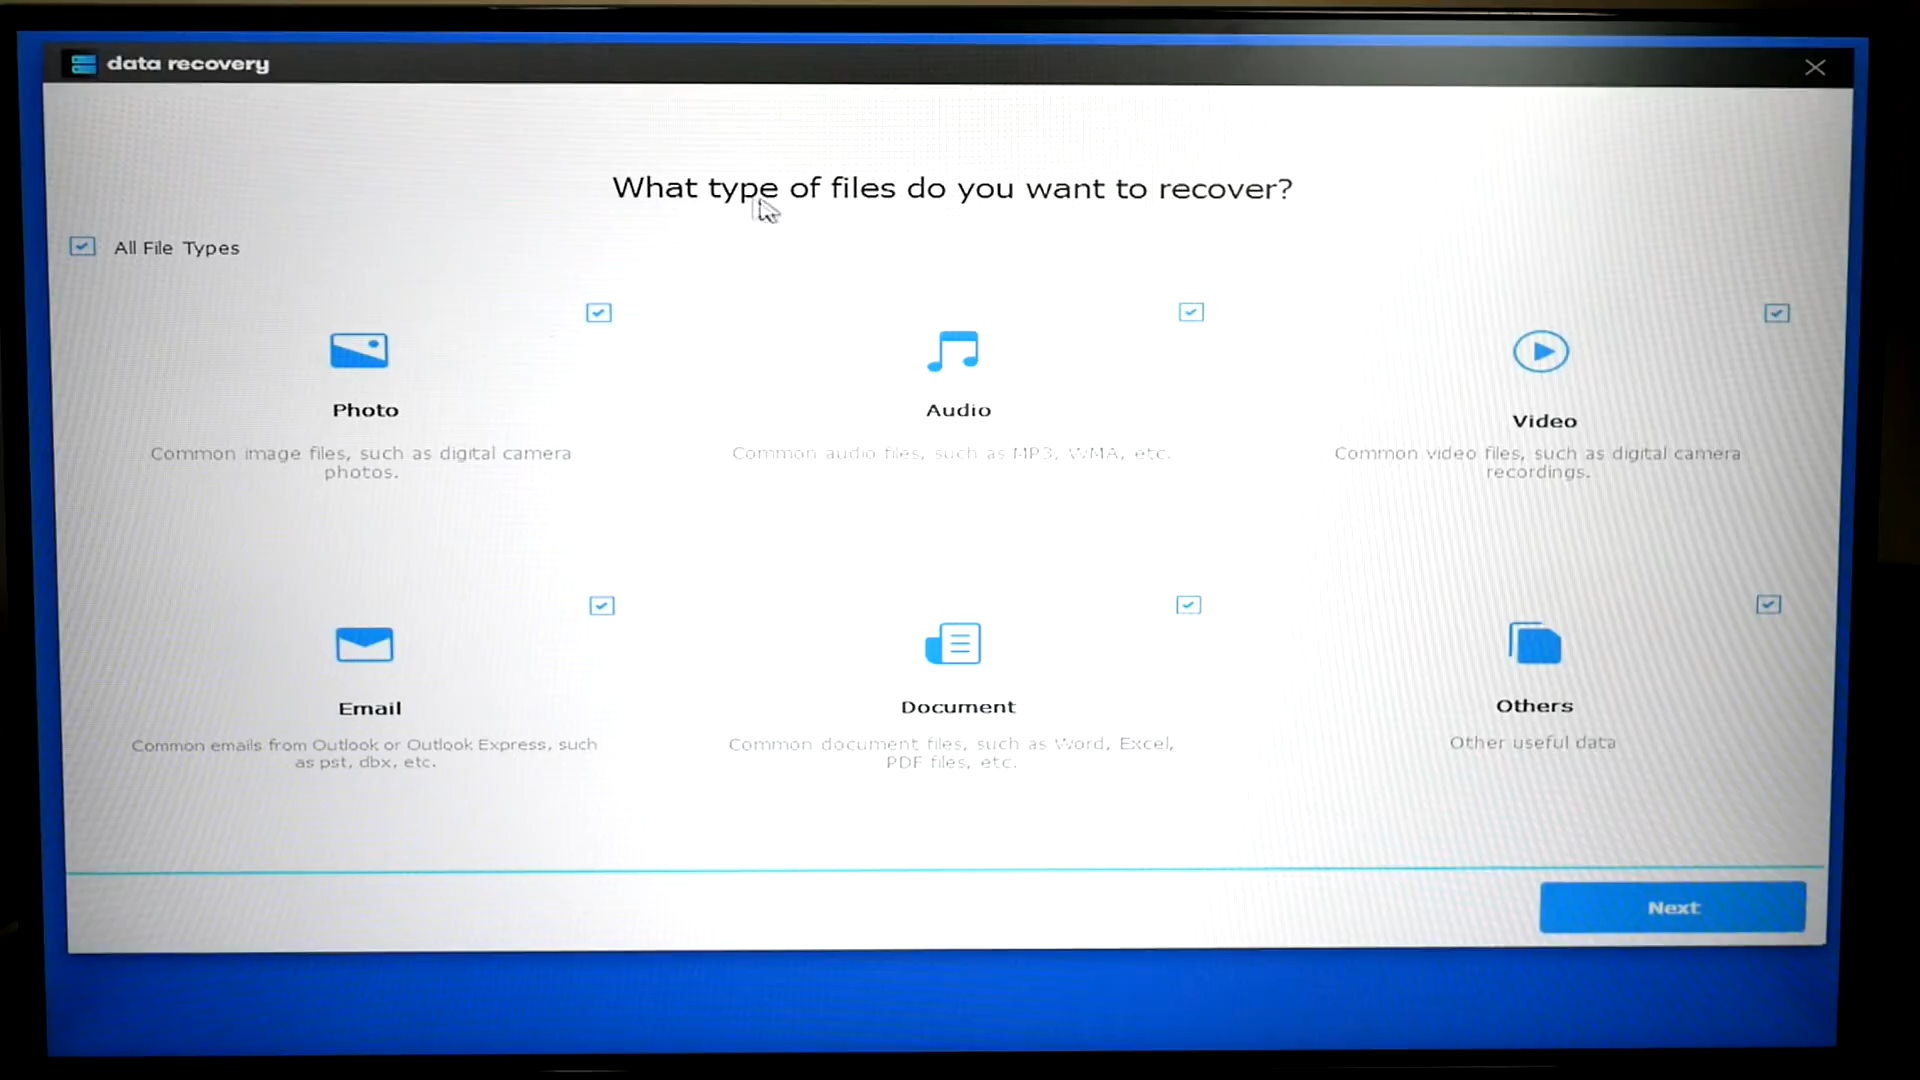 data recovery
What type of files do you want to recover?
All File Types
Photo
Common image files, such as digital camera
photos.
Audio
Common audio files, such as MP3, WMA, etc.
Video
Common video files, such as digital camera
recordings.
Email
Common emails from Outlook or Outlook Express, such
as pst, dbx, etc.
Document
Common document files, such as Word, Excel,
PDF files, etc.
Others
Other useful data
Next